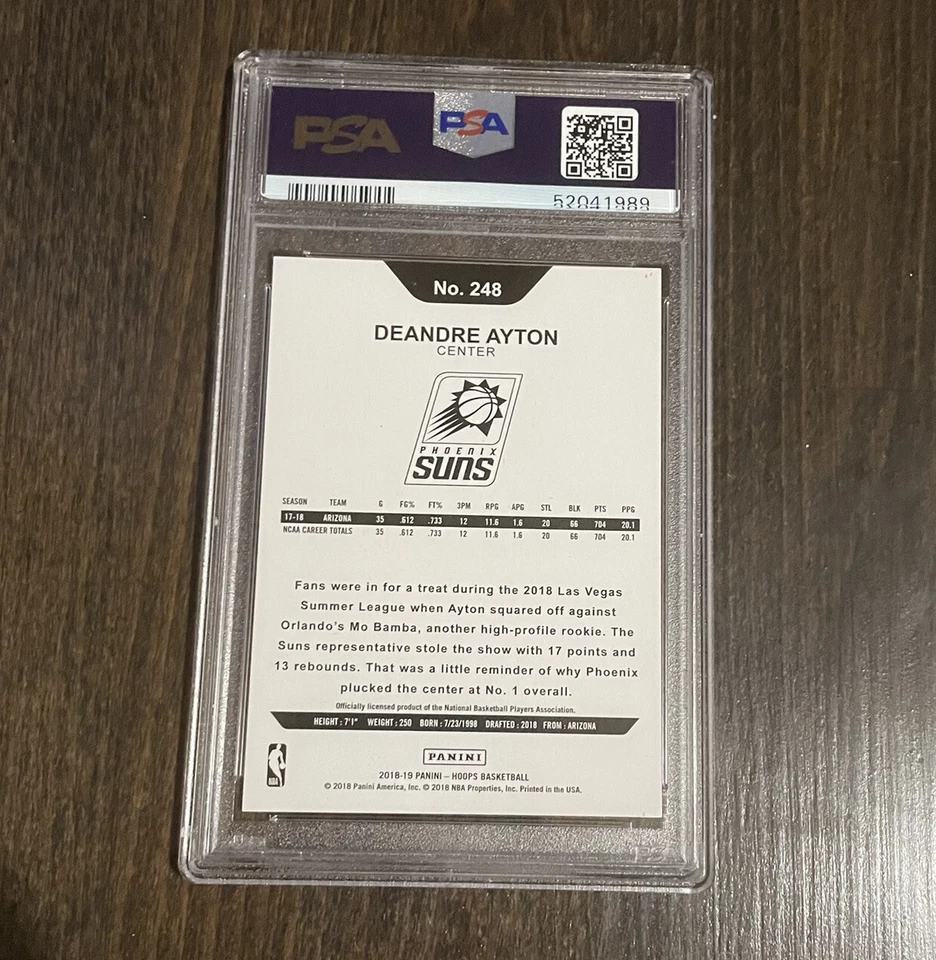 PSA
PSA
52041989
No. 248
DEANDRE AYTON
CENTER
PHOENIX
SUNS
SEASON TEAM G FG% FT% 3PM RPG APG STL BLK PTS PPG
17-18 ARIZONA 35 .612 .733 12 11.6 1.6 20 66 704 20.1
NCAA CAREER TOTALS 35 .612 .733 12 11.6 1.6 20 66 704 20.1
Fans were in for a treat during the 2018 Las Vegas
Summer League when Ayton squared off against
Orlando's Mo Bamba, another high-profile rookie. The
Suns representative stole the show with 17 points and
13 rebounds. That was a little reminder of why Phoenix
plucked the center at No. 1 overall.
Officially licensed product of the National Basketball Players Association.
HEIGHT: 7'1" WEIGHT: 250 BORN: 7/23/1998 DRAFTED: 2018 FROM: ARIZONA
NBA
PANINI
2018-19 PANINI – HOOPS BASKETBALL
© 2018 Panini America, Inc. © 2018 NBA Properties, Inc. Printed in the USA.